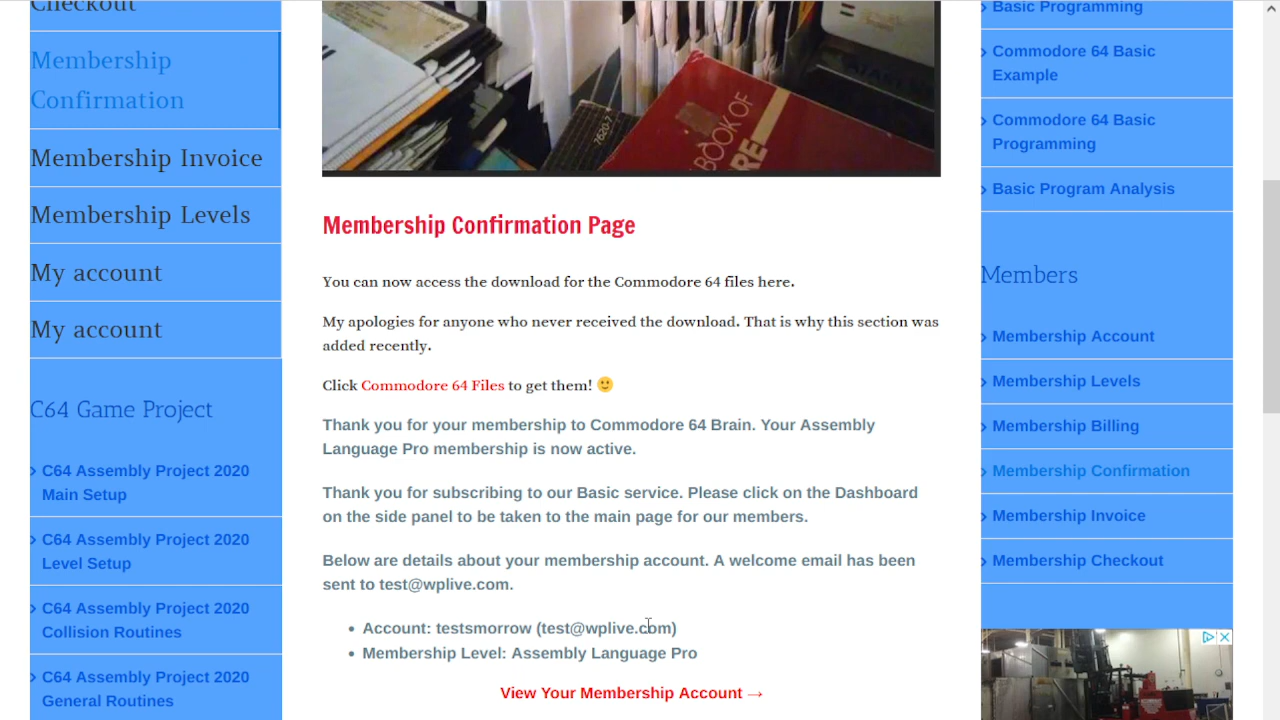 Checkout
Membership
Confirmation
Membership Invoice
Membership Levels
My account
My account
C64 Game Project
C64 Assembly Project 2020
Main Setup
C64 Assembly Project 2020
Level Setup
C64 Assembly Project 2020
Collision Routines
C64 Assembly Project 2020
General Routines
7620-7
BOOK OF
RE
Membership Confirmation Page
You can now access the download for the Commodore 64 files here.
My apologies for anyone who never received the download. That is why this section was
added recently.
Click Commodore 64 Files to get them! 🙂
Thank you for your membership to Commodore 64 Brain. Your Assembly
Language Pro membership is now active.
Thank you for subscribing to our Basic service. Please click on the Dashboard
on the side panel to be taken to the main page for our members.
Below are details about your membership account. A welcome email has been
sent to test@wplive.com.
• Account: testsmorrow (test@wplive.com)
• Membership Level: Assembly Language Pro
View Your Membership Account →
Basic Programming
Commodore 64 Basic
Example
Commodore 64 Basic
Programming
Basic Program Analysis
Members
Membership Account
Membership Levels
Membership Billing
Membership Confirmation
Membership Invoice
Membership Checkout